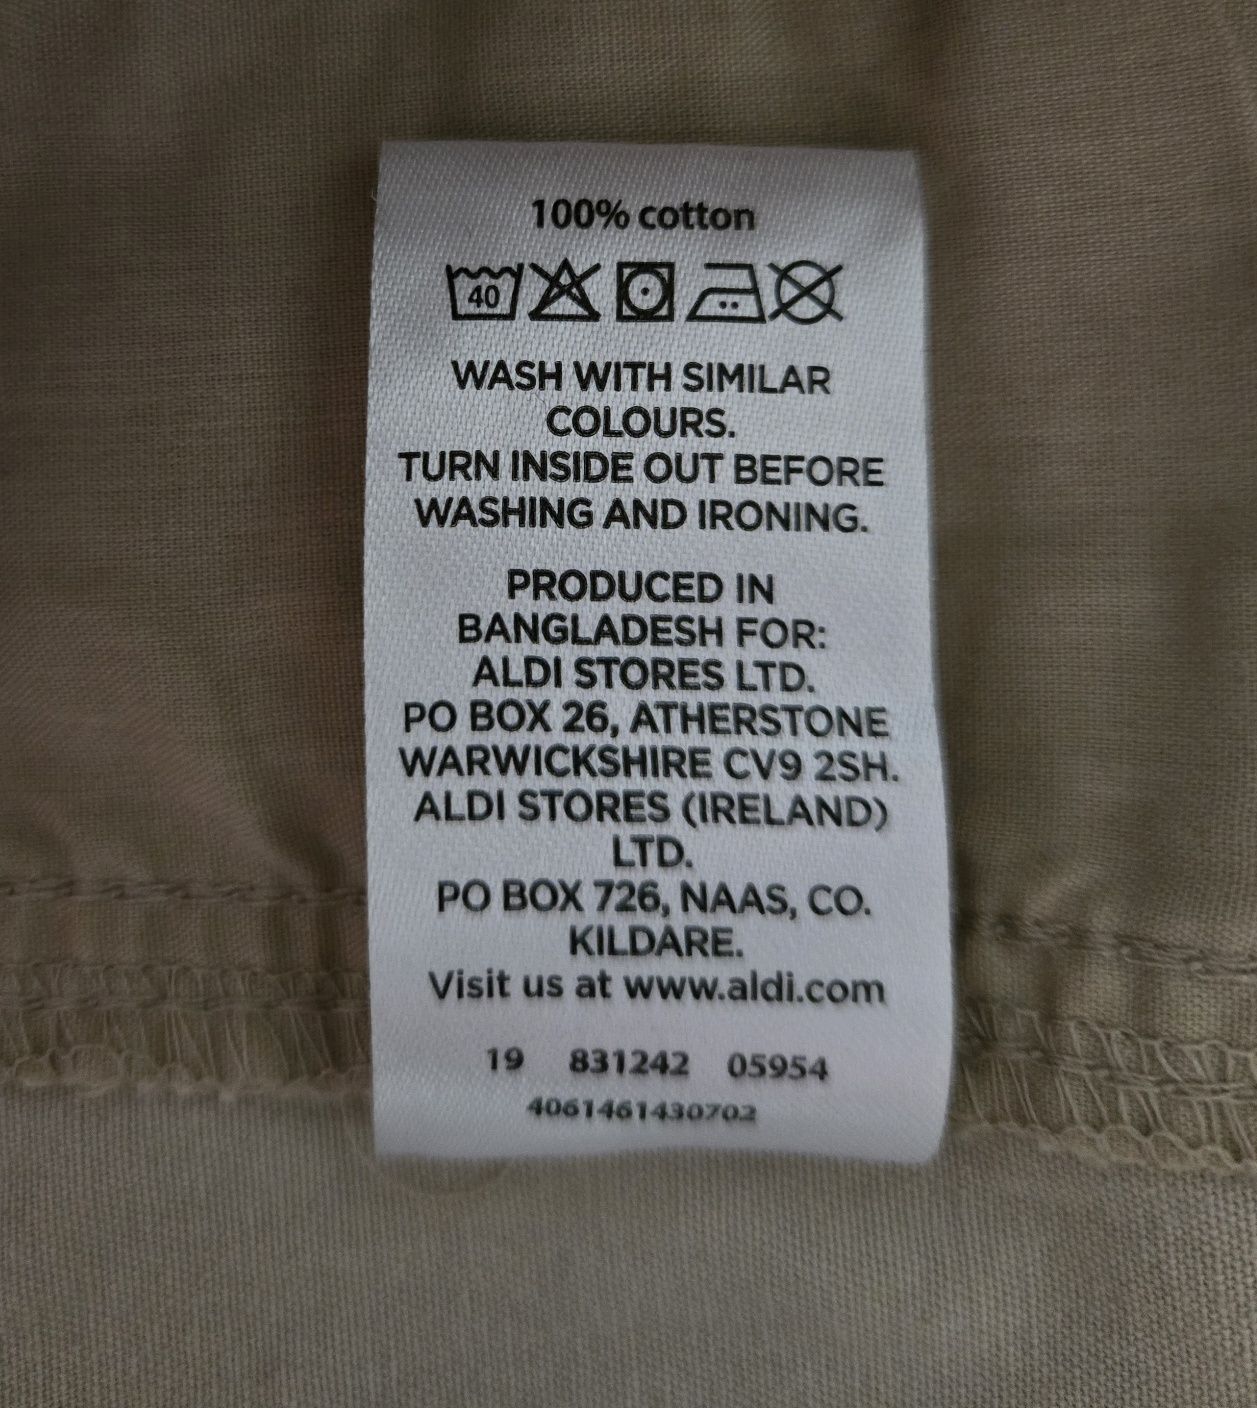 100% cotton
40
WASH WITH SIMILAR
COLOURS.
TURN INSIDE OUT BEFORE
WASHING AND IRONING.
PRODUCED IN
BANGLADESH FOR:
ALDI STORES LTD.
PO BOX 26, ATHERSTONE
WARWICKSHIRE CV9 2SH.
ALDI STORES (IRELAND)
LTD.
PO BOX 726, NAAS, CO.
KILDARE.
Visit us at www.aldi.com
19 831242 05954
4061461430702